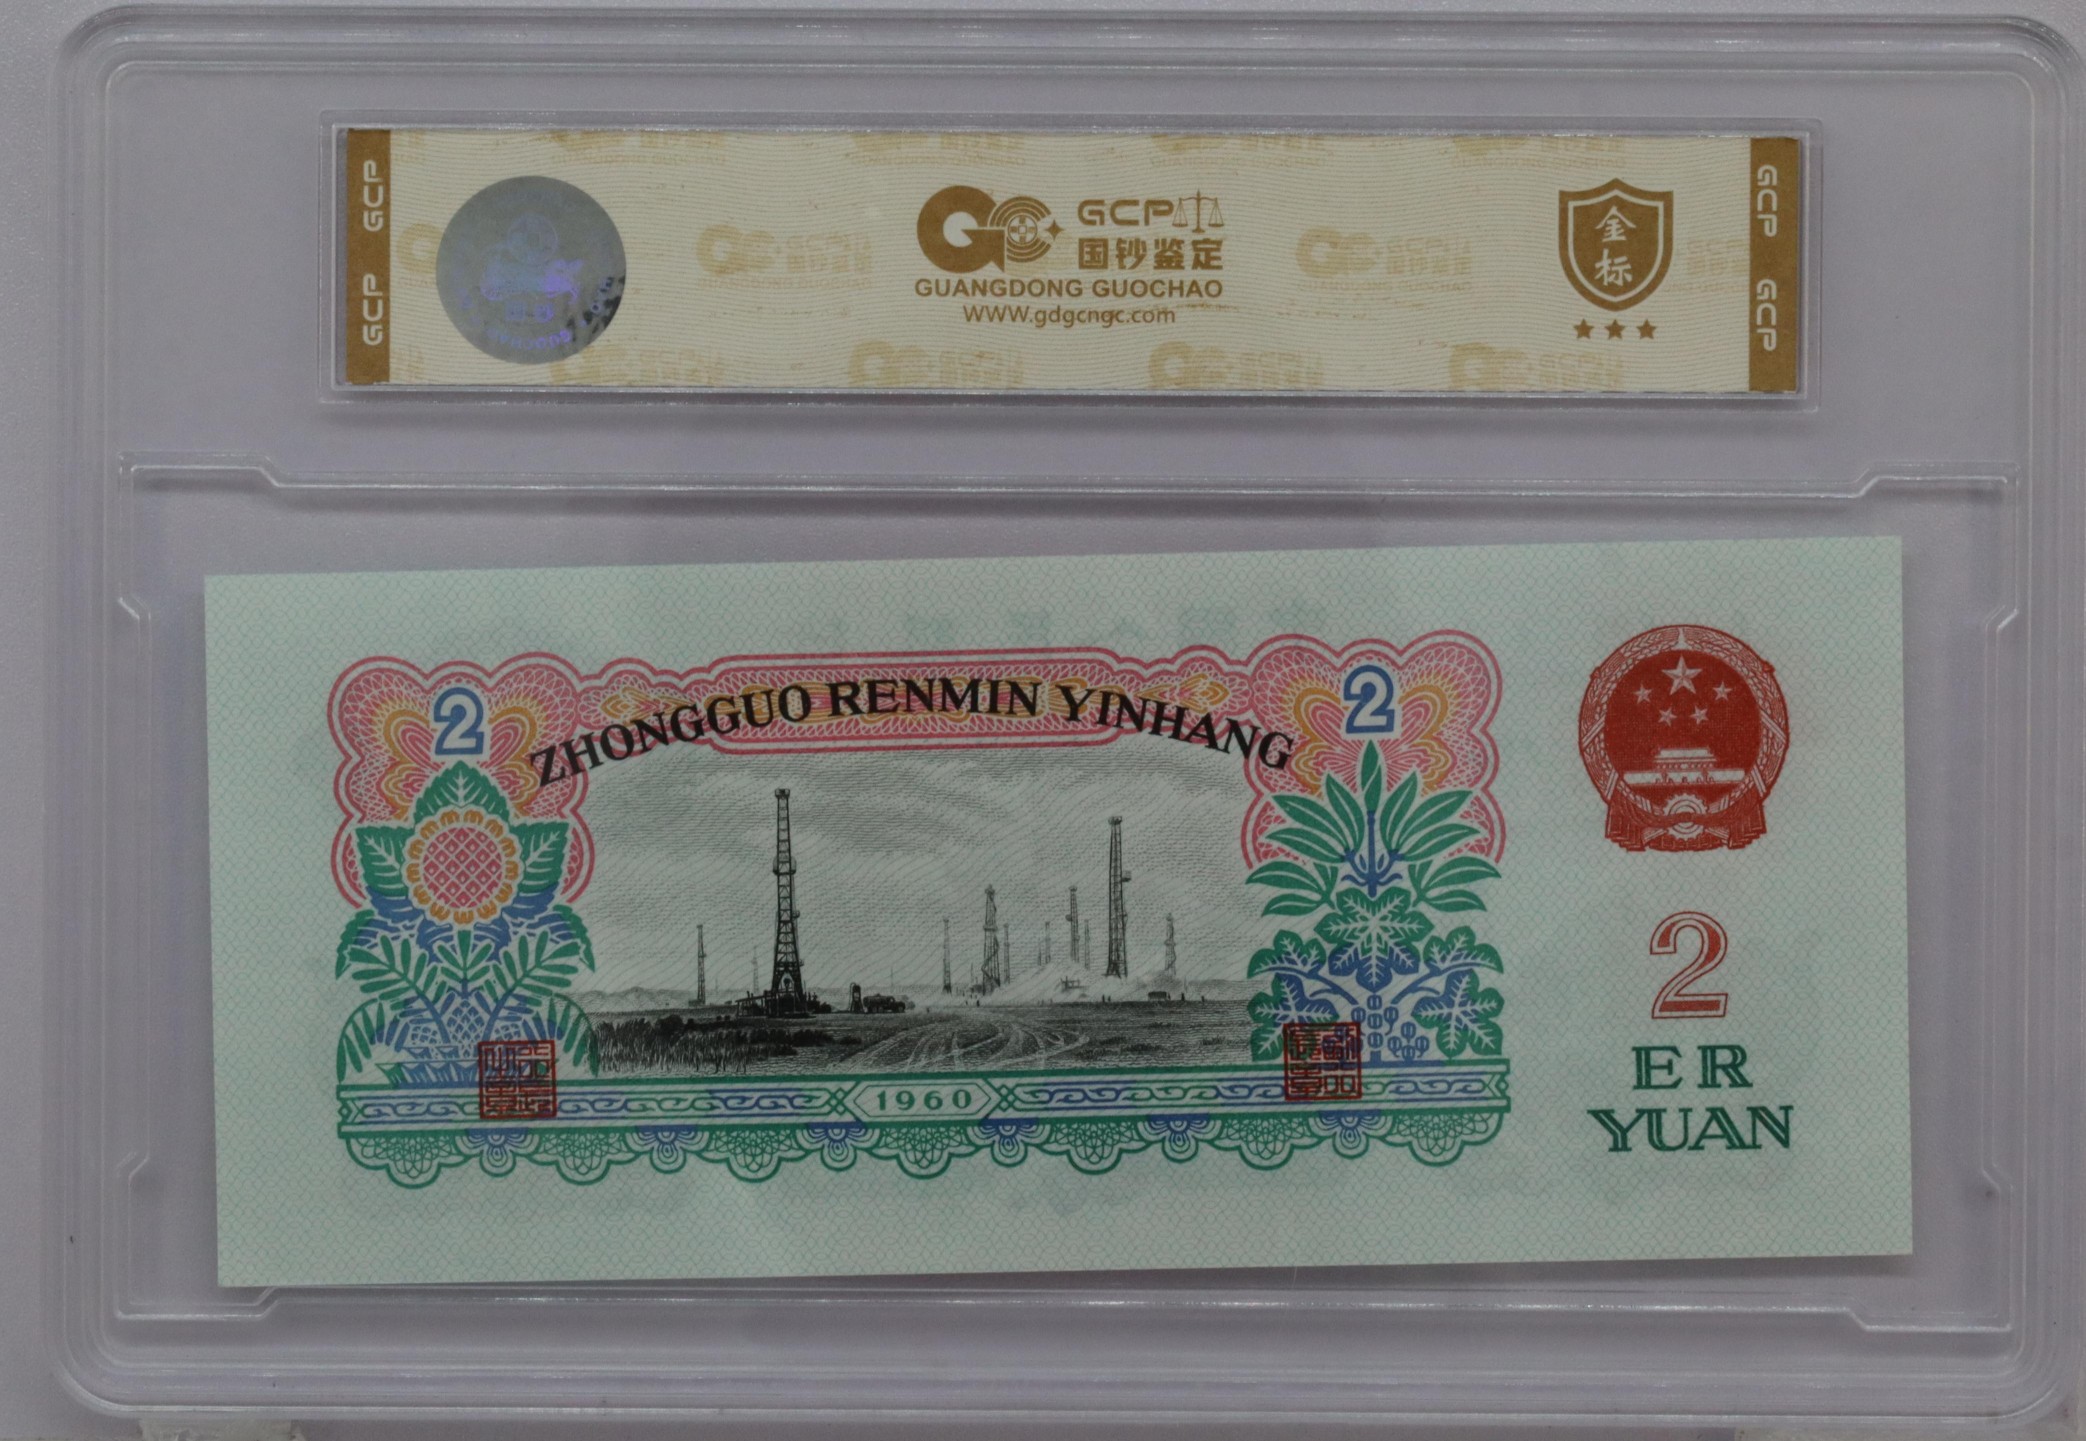 GCP
GCP
GCP
国钞鉴定
GUANGDONG GUOCHAO
WWW.gdgcngc.com
金
标
GCP
GCP
2
ZHONGGUO RENMIN YINHANG
2
1960
2
ER
YUAN